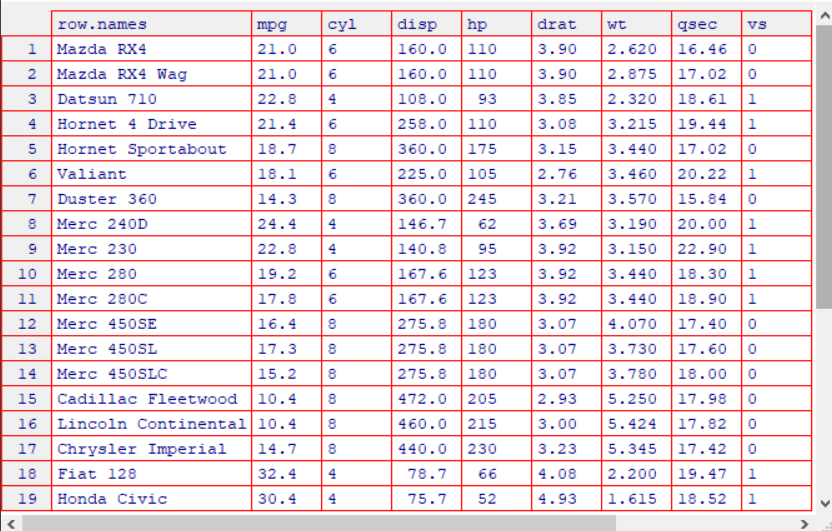 row.names mpg cyl disp hp drat wt qsec vs
1 Mazda RX4 21.0 6 160.0 110 3.90 2.620 16.46 0
2 Mazda RX4 Wag 21.0 6 160.0 110 3.90 2.875 17.02 0
3 Datsun 710 22.8 4 108.0 93 3.85 2.320 18.61 1
4 Hornet 4 Drive 21.4 6 258.0 110 3.08 3.215 19.44 1
5 Hornet Sportabout 18.7 8 360.0 175 3.15 3.440 17.02 0
6 Valiant 18.1 6 225.0 105 2.76 3.460 20.22 1
7 Duster 360 14.3 8 360.0 245 3.21 3.570 15.84 0
8 Merc 240D 24.4 4 146.7 62 3.69 3.190 20.00 1
9 Merc 230 22.8 4 140.8 95 3.92 3.150 22.90 1
10 Merc 280 19.2 6 167.6 123 3.92 3.440 18.30 1
11 Merc 280C 17.8 6 167.6 123 3.92 3.440 18.90 1
12 Merc 450SE 16.4 8 275.8 180 3.07 4.070 17.40 0
13 Merc 450SL 17.3 8 275.8 180 3.07 3.730 17.60 0
14 Merc 450SLC 15.2 8 275.8 180 3.07 3.780 18.00 0
15 Cadillac Fleetwood 10.4 8 472.0 205 2.93 5.250 17.98 0
16 Lincoln Continental 10.4 8 460.0 215 3.00 5.424 17.82 0
17 Chrysler Imperial 14.7 8 440.0 230 3.23 5.345 17.42 0
18 Fiat 128 32.4 4 78.7 66 4.08 2.200 19.47 1
19 Honda Civic 30.4 4 75.7 52 4.93 1.615 18.52 1